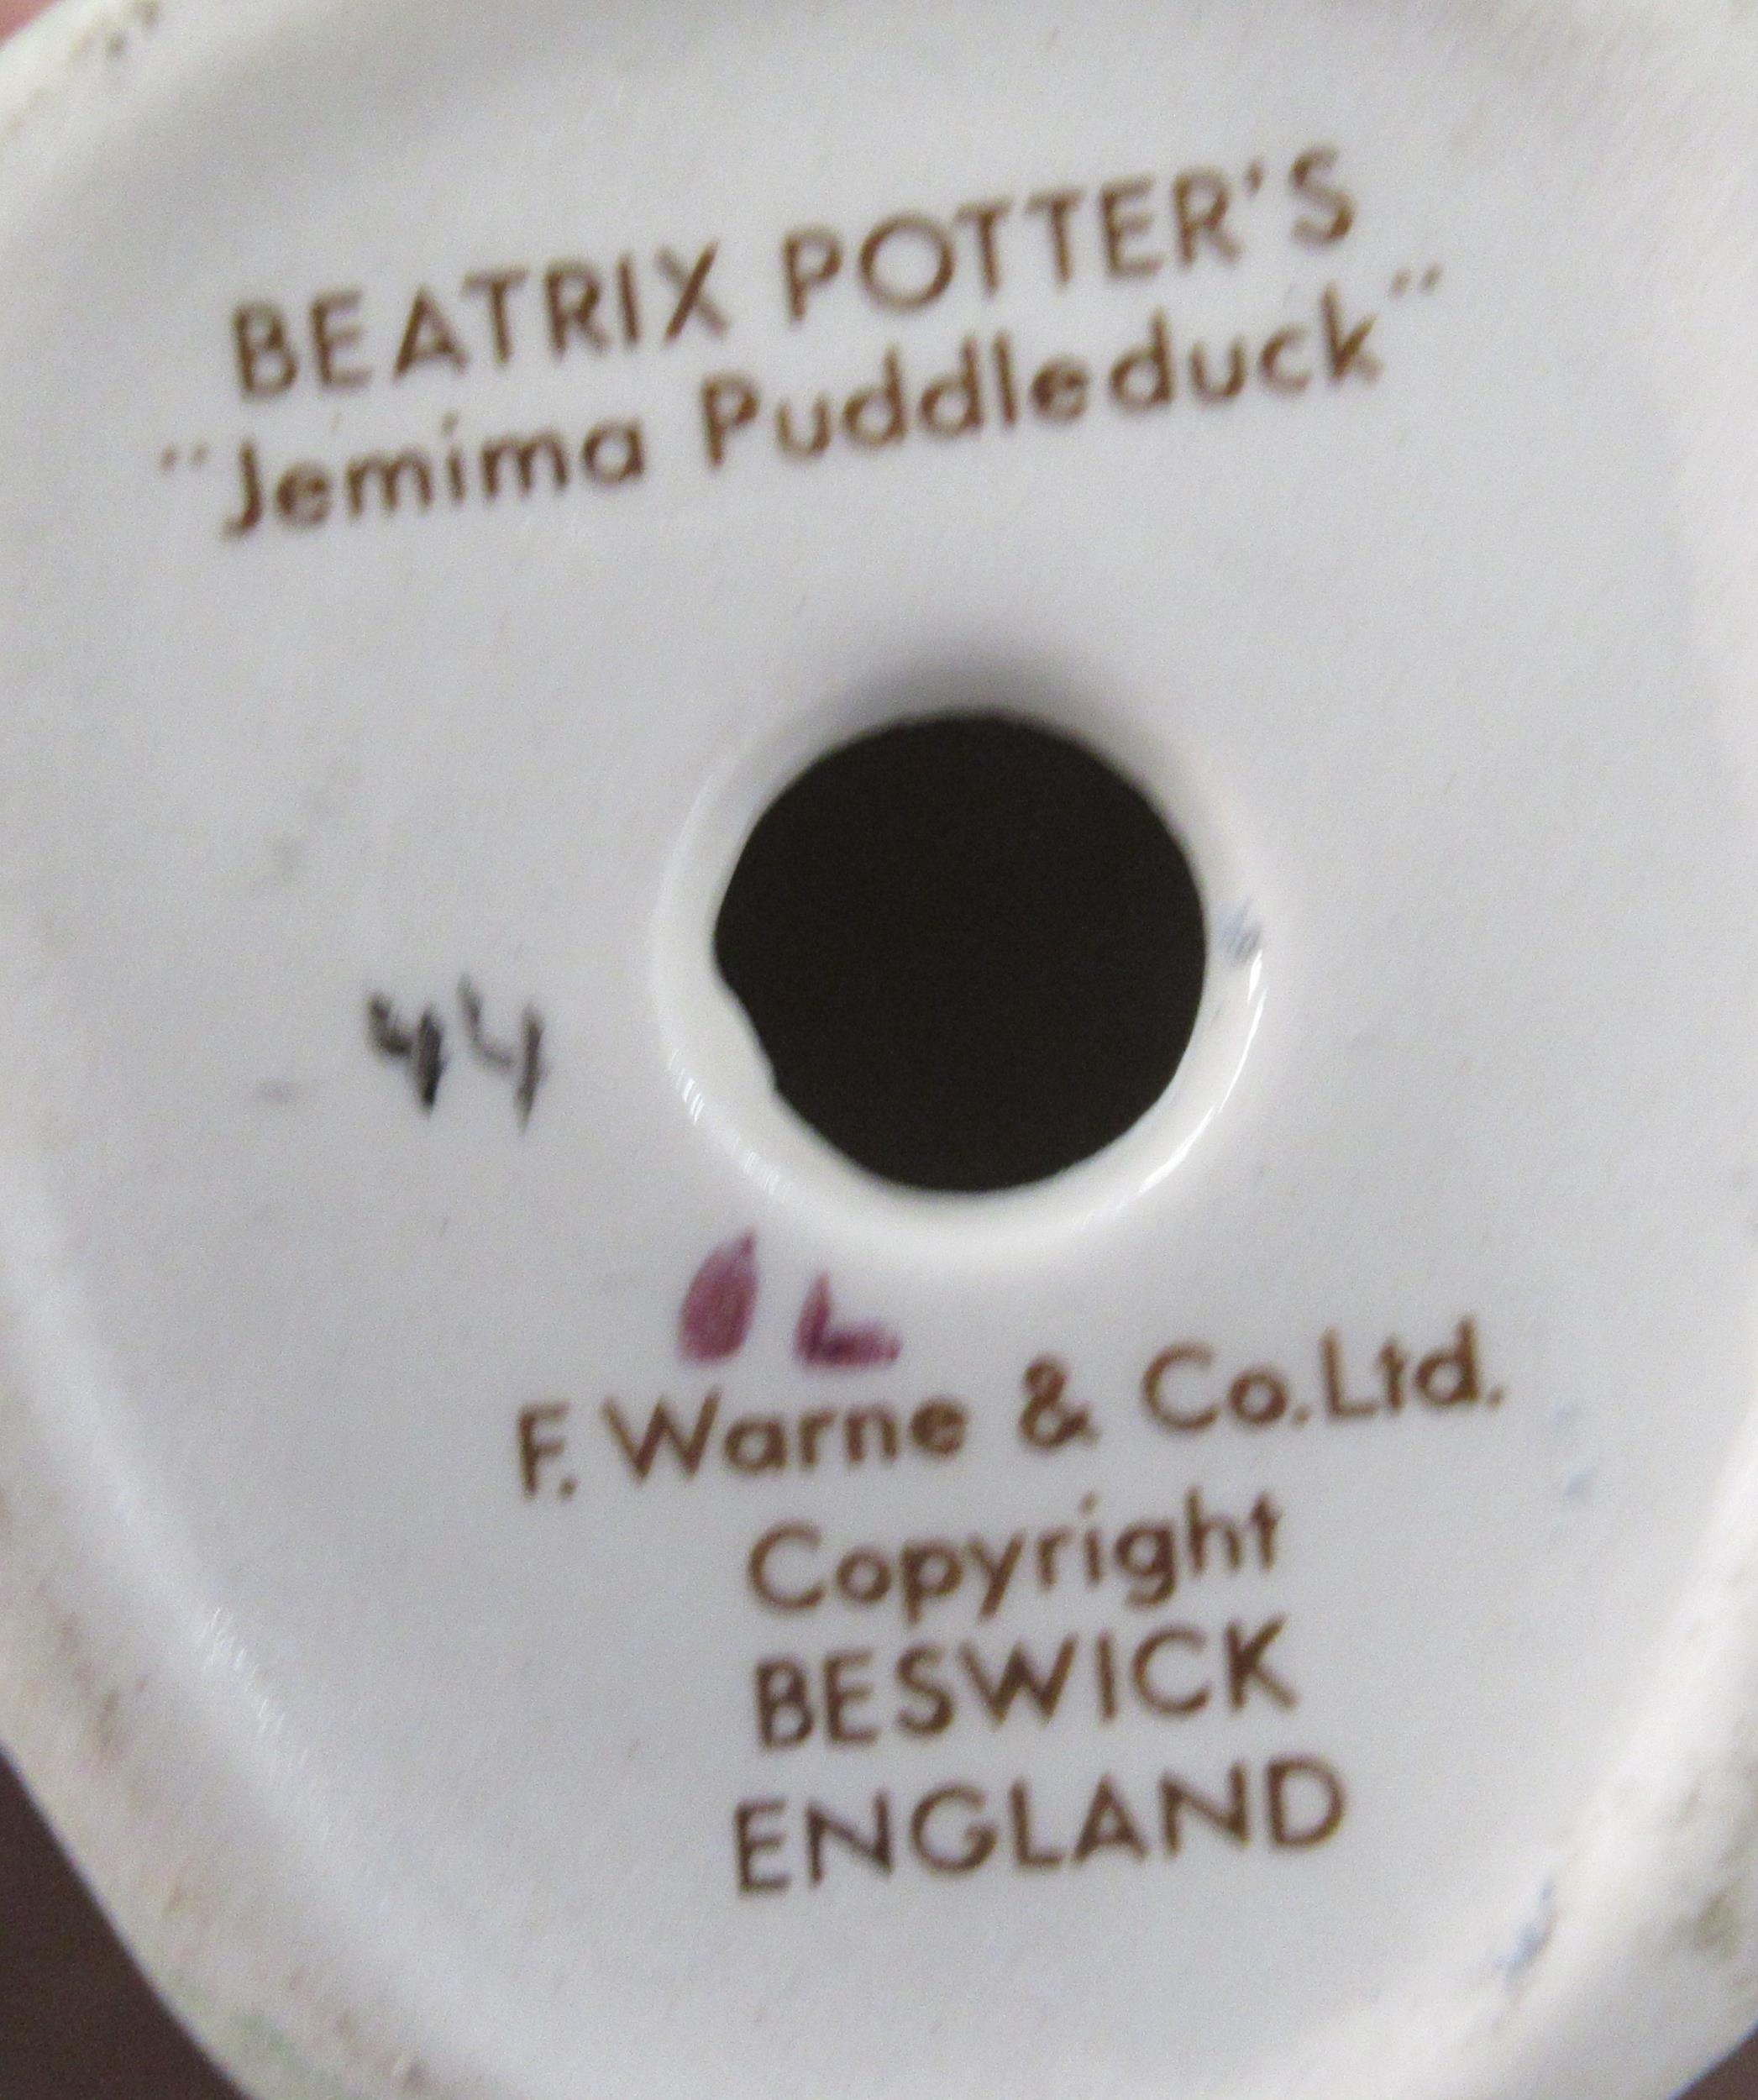 BEATRIX POTTER'S
"Jemima Puddleduck"
44
F. Warne & Co.Ltd.
Copyright
BESWICK
ENGLAND